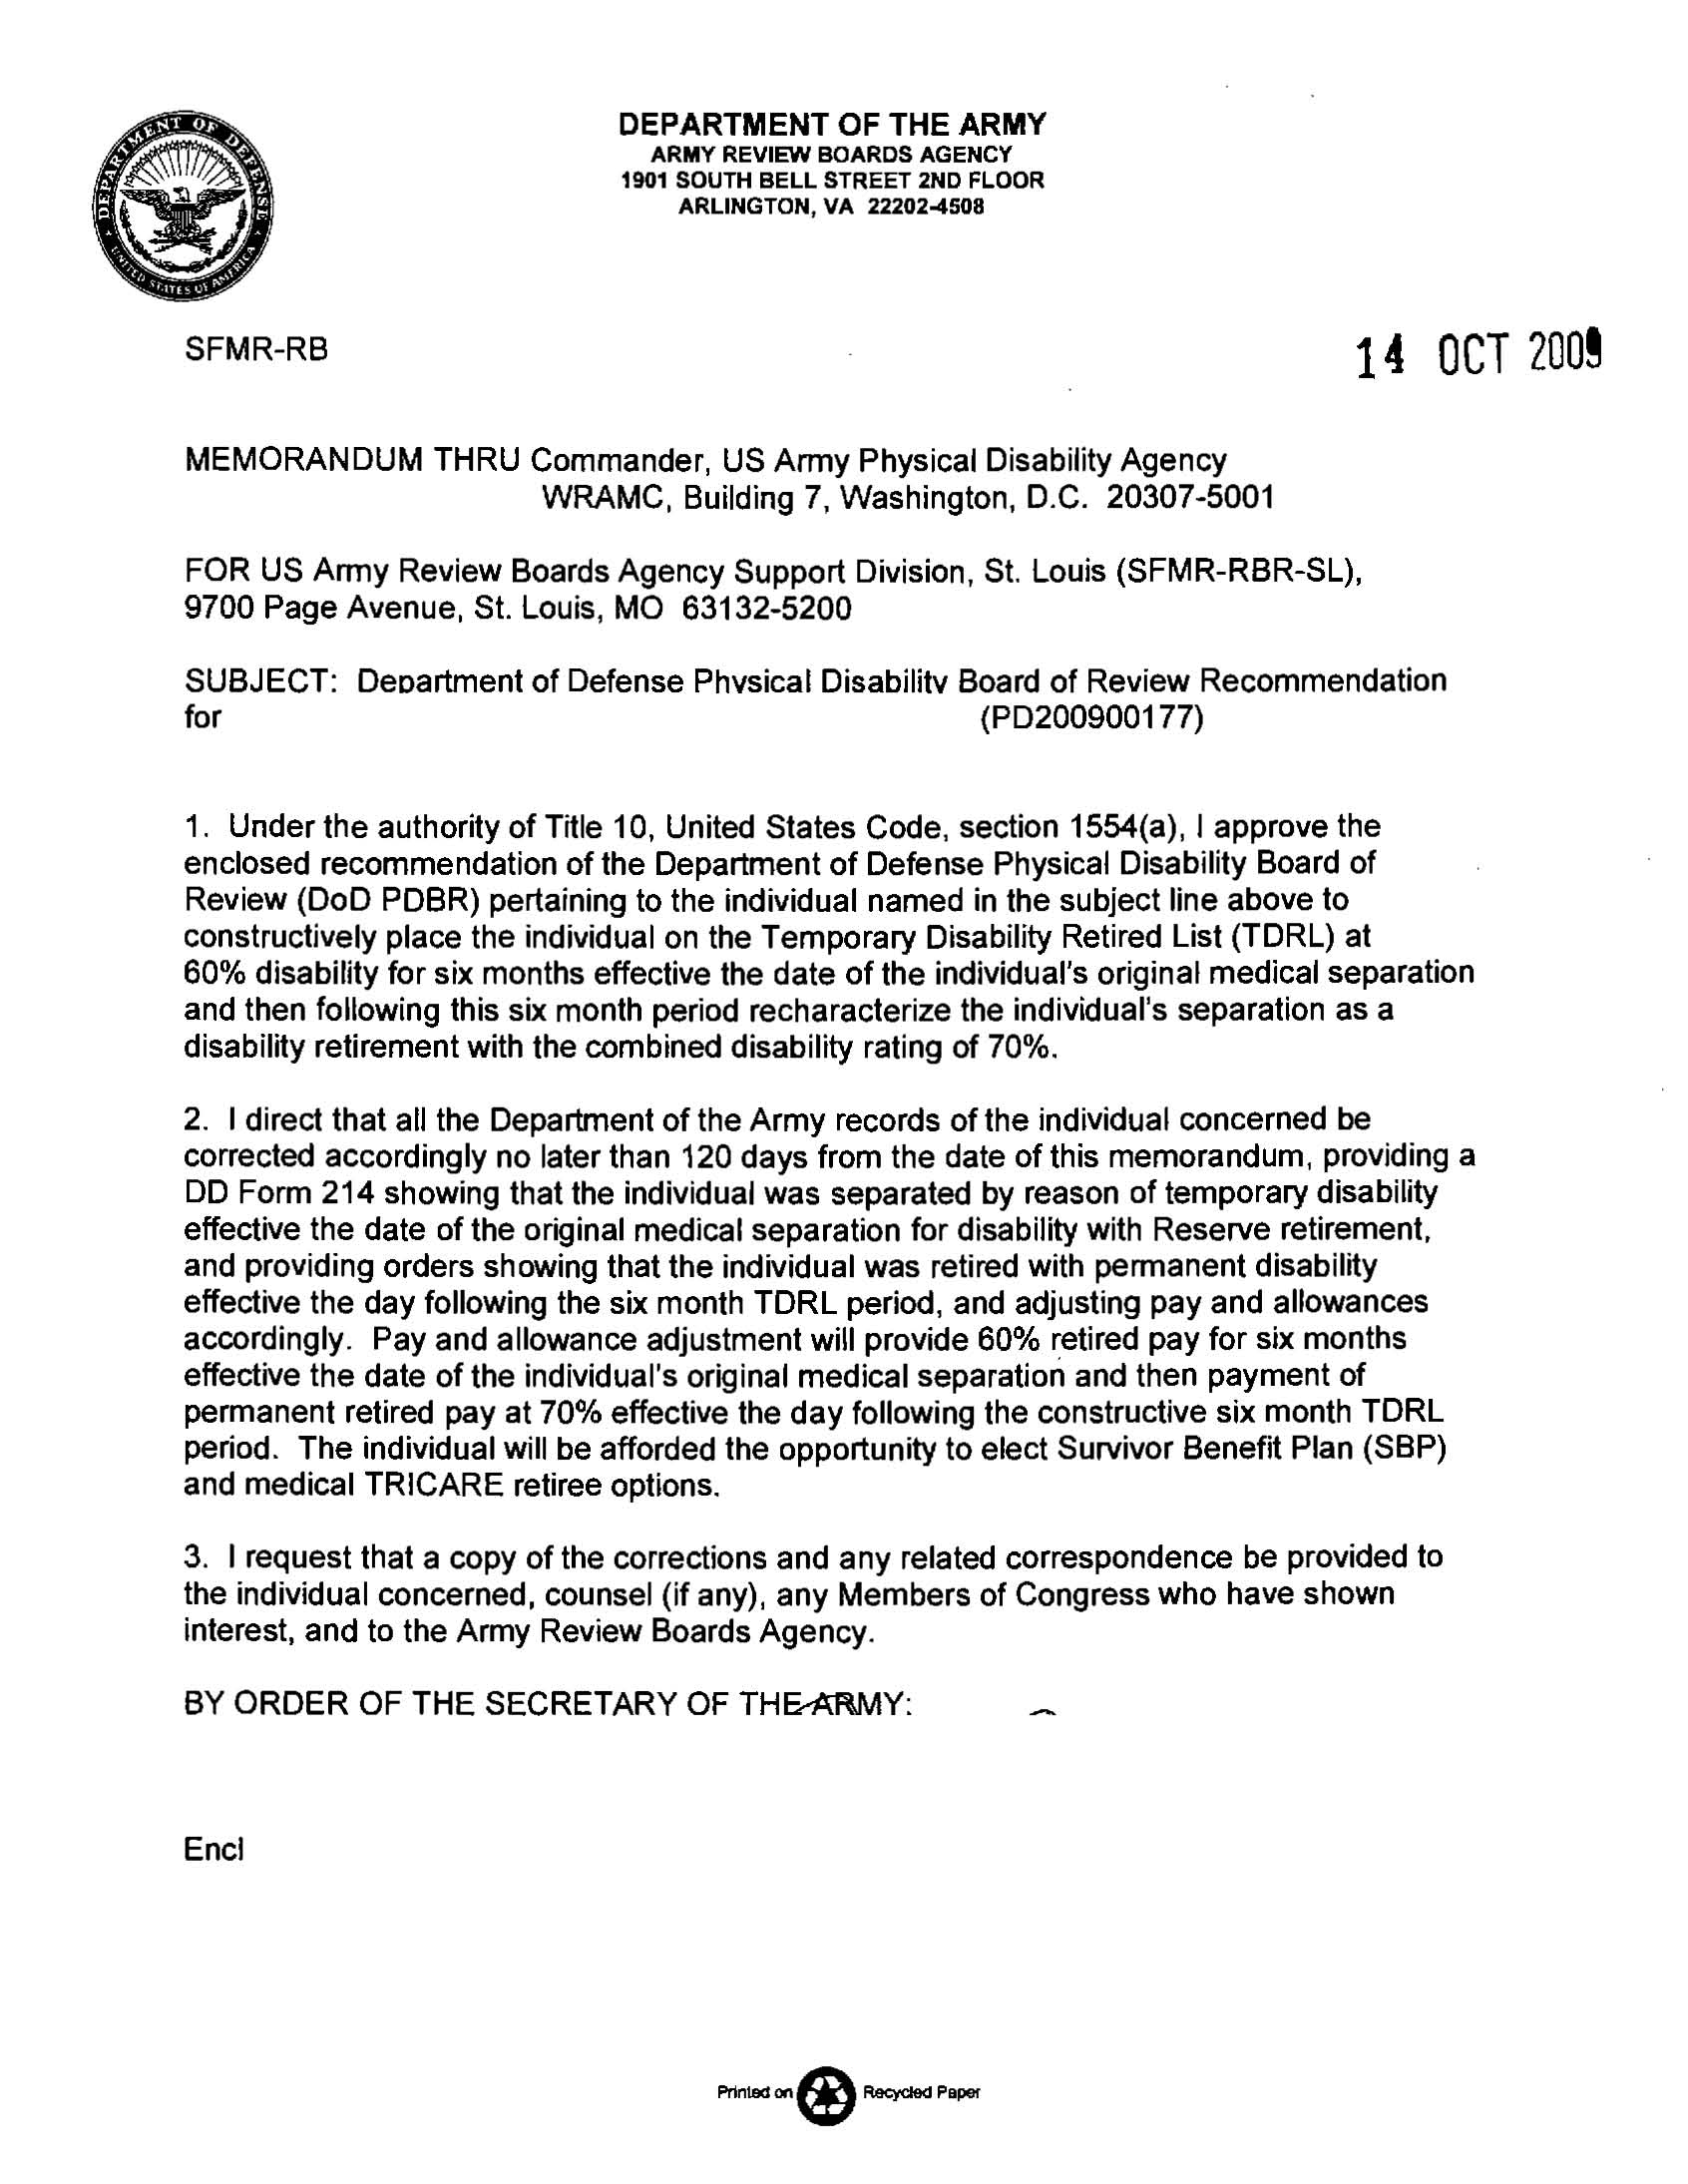 DEPARTMENT OF DEFENSE
UNITED STATES OF AMERICA
DEPARTMENT OF THE ARMY
ARMY REVIEW BOARDS AGENCY
1901 SOUTH BELL STREET 2ND FLOOR
ARLINGTON, VA 22202-4508
SFMR-RB
14 OCT 2009
MEMORANDUM THRU Commander, US Army Physical Disability Agency
WRAMC, Building 7, Washington, D.C. 20307-5001
FOR US Army Review Boards Agency Support Division, St. Louis (SFMR-RBR-SL),
9700 Page Avenue, St. Louis, MO 63132-5200
SUBJECT: Department of Defense Physical Disability Board of Review Recommendation
for (PD200900177)
1. Under the authority of Title 10, United States Code, section 1554(a), I approve the
enclosed recommendation of the Department of Defense Physical Disability Board of
Review (DoD PDBR) pertaining to the individual named in the subject line above to
constructively place the individual on the Temporary Disability Retired List (TDRL) at
60% disability for six months effective the date of the individual's original medical separation
and then following this six month period recharacterize the individual's separation as a
disability retirement with the combined disability rating of 70%.
2. I direct that all the Department of the Army records of the individual concerned be
corrected accordingly no later than 120 days from the date of this memorandum, providing a
DD Form 214 showing that the individual was separated by reason of temporary disability
effective the date of the original medical separation for disability with Reserve retirement,
and providing orders showing that the individual was retired with permanent disability
effective the day following the six month TDRL period, and adjusting pay and allowances
accordingly. Pay and allowance adjustment will provide 60% retired pay for six months
effective the date of the individual's original medical separation and then payment of
permanent retired pay at 70% effective the day following the constructive six month TDRL
period. The individual will be afforded the opportunity to elect Survivor Benefit Plan (SBP)
and medical TRICARE retiree options.
3. I request that a copy of the corrections and any related correspondence be provided to
the individual concerned, counsel (if any), any Members of Congress who have shown
interest, and to the Army Review Boards Agency.
BY ORDER OF THE SECRETARY OF THE ARMY:
Encl
Printed on Recycled Paper